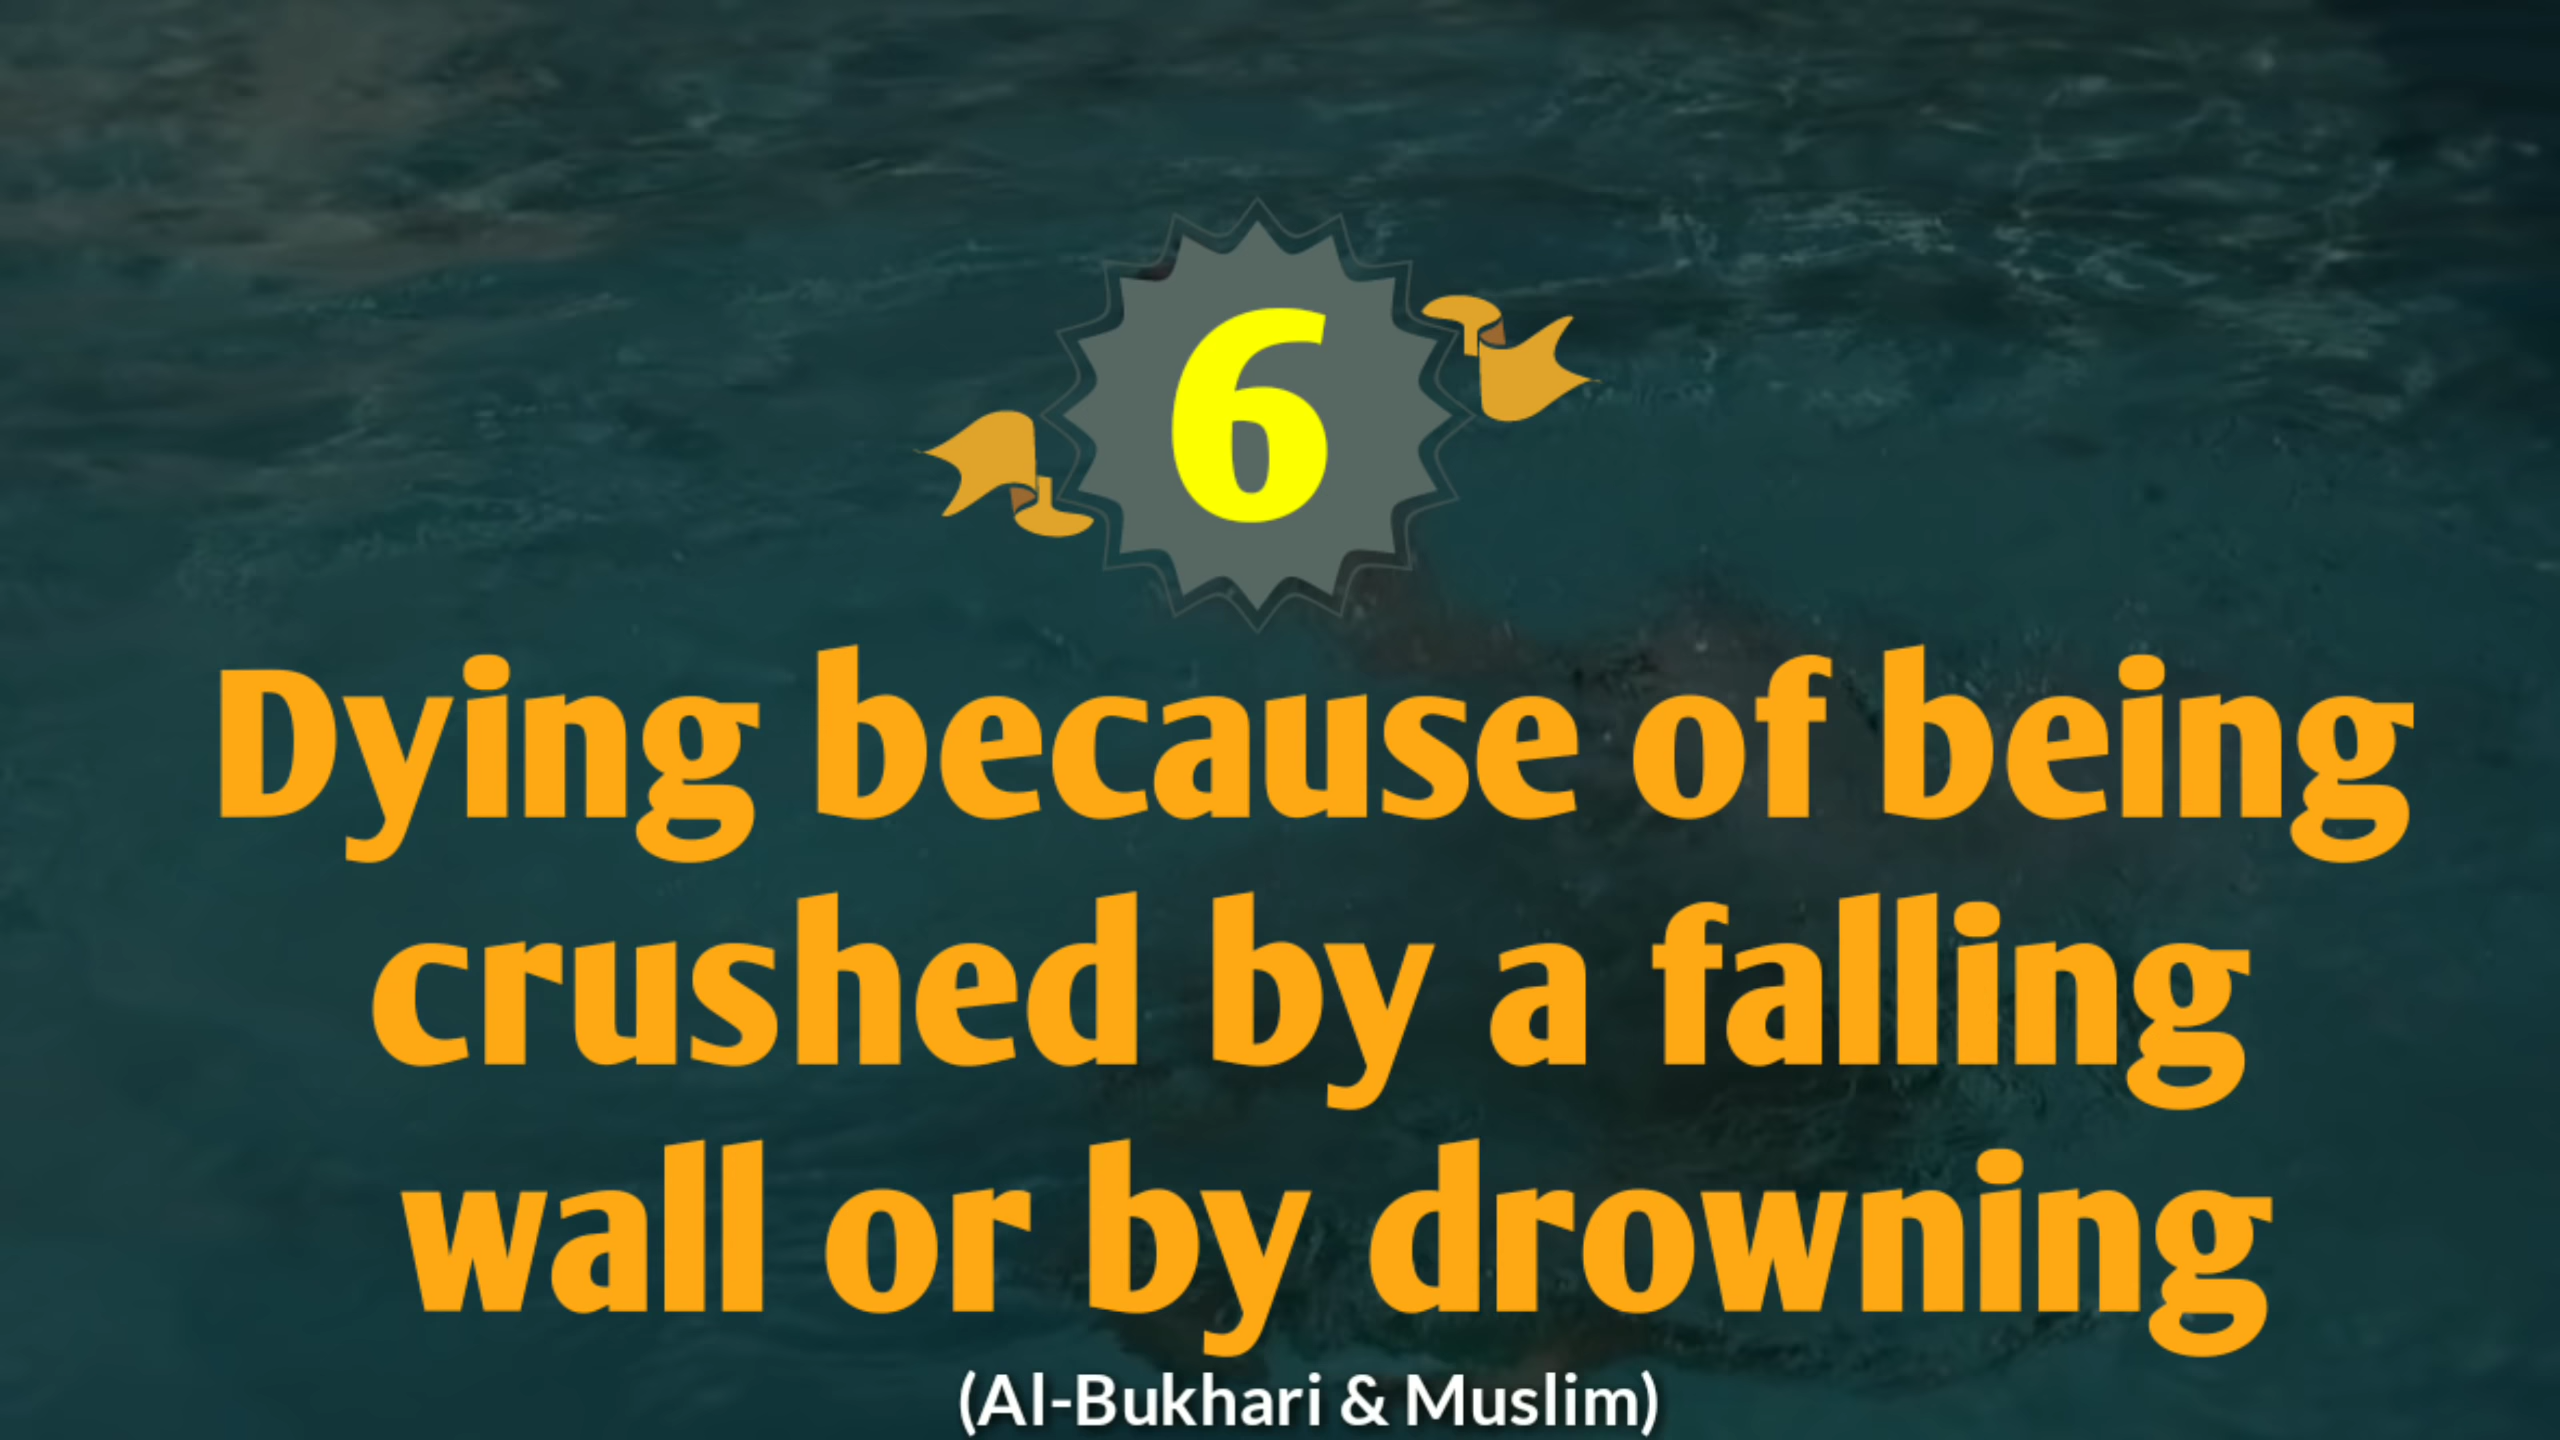 6
Dying because of being
crushed by a falling
wall or by drowning
(Al-Bukhari & Muslim)